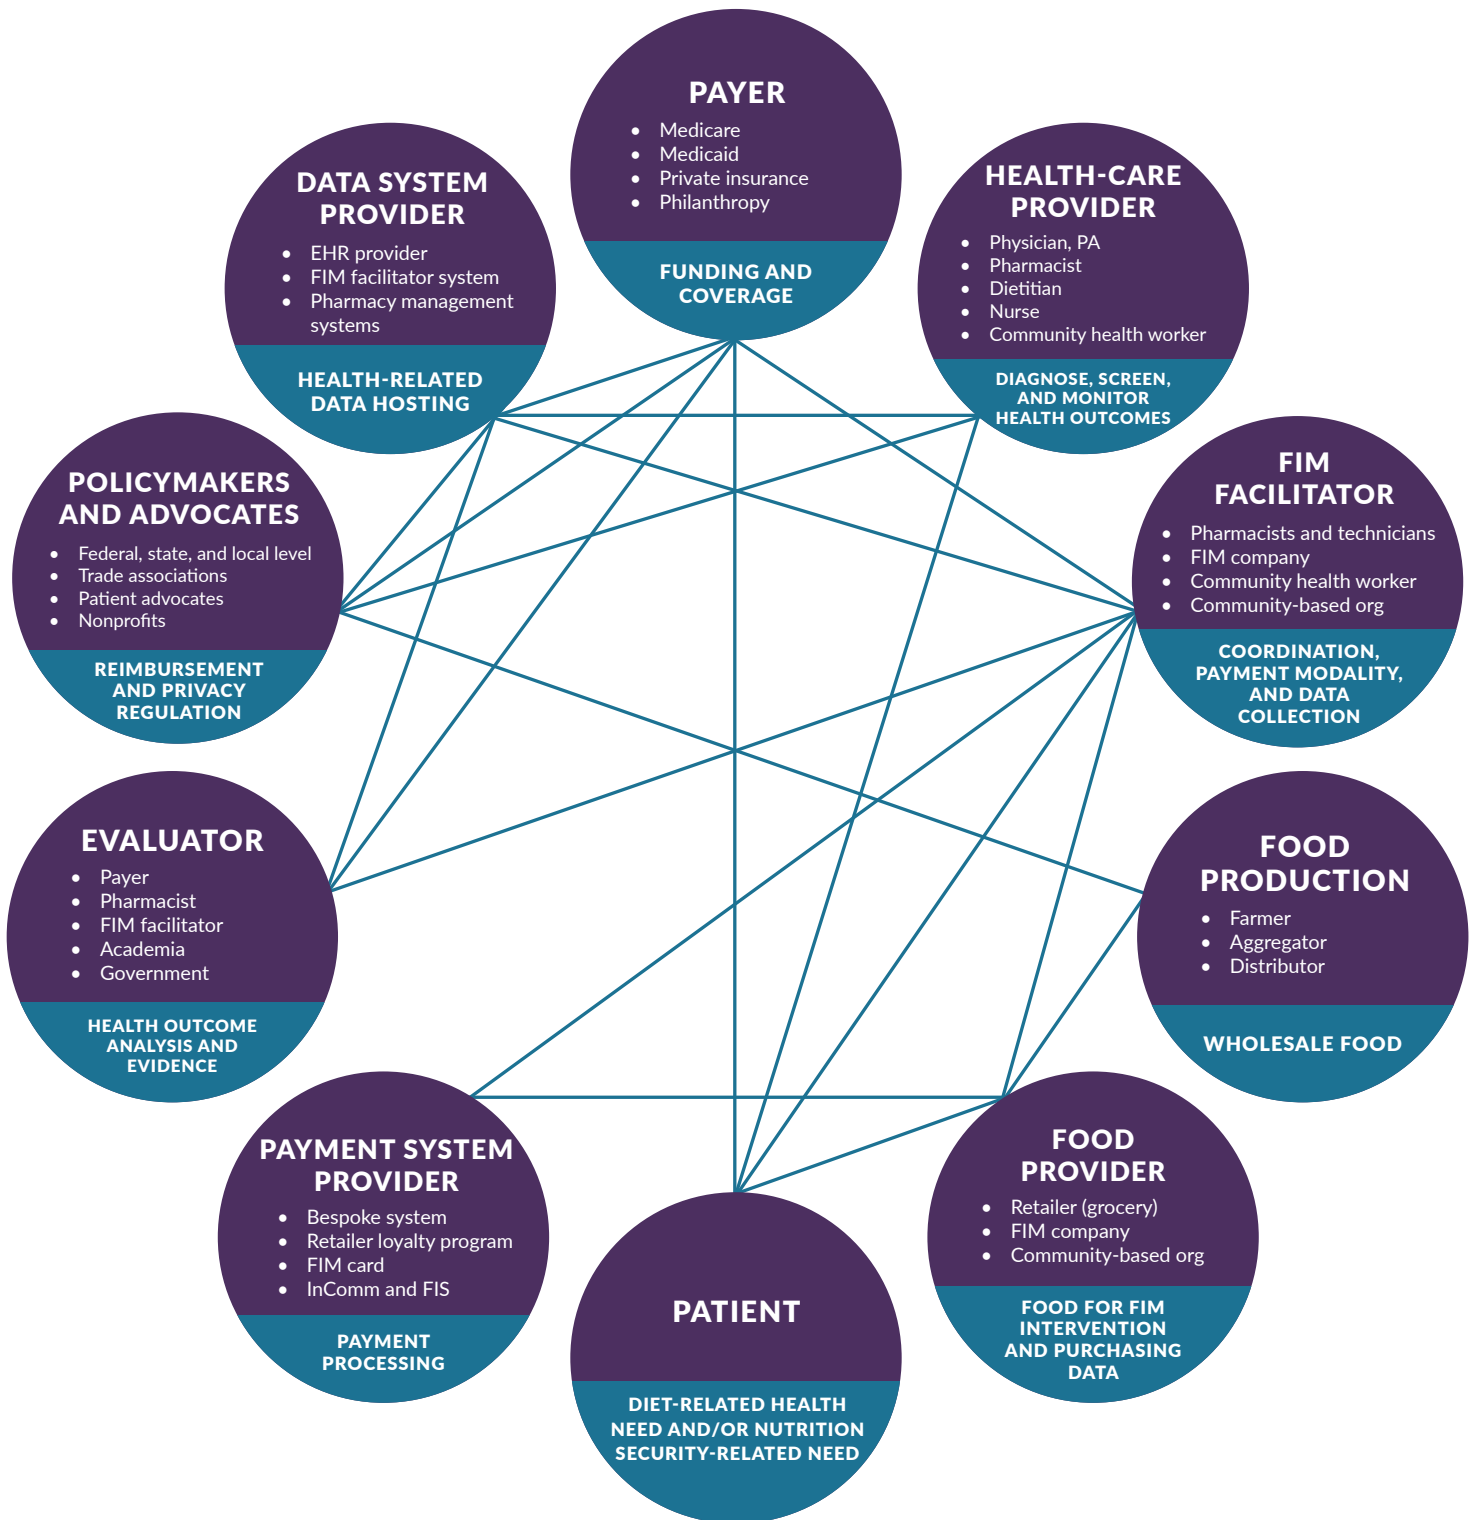 PAYER
• Medicare
• Medicaid
• Private insurance
• Philanthropy
FUNDING AND
COVERAGE
DATA SYSTEM
PROVIDER
• EHR provider
• FIM facilitator system
• Pharmacy management
systems
HEALTH-RELATED
DATA HOSTING
HEALTH-CARE
PROVIDER
• Physician, PA
• Pharmacist
• Dietitian
• Nurse
• Community health worker
DIAGNOSE, SCREEN,
AND MONITOR
HEALTH OUTCOMES
POLICYMAKERS
AND ADVOCATES
• Federal, state, and local level
• Trade associations
• Patient advocates
• Nonprofits
REIMBURSEMENT
AND PRIVACY
REGULATION
FIM
FACILITATOR
• Pharmacists and technicians
• FIM company
• Community health worker
• Community-based org
COORDINATION,
PAYMENT MODALITY,
AND DATA
COLLECTION
EVALUATOR
• Payer
• Pharmacist
• FIM facilitator
• Academia
• Government
HEALTH OUTCOME
ANALYSIS AND
EVIDENCE
FOOD
PRODUCTION
• Farmer
• Aggregator
• Distributor
WHOLESALE FOOD
PAYMENT SYSTEM
PROVIDER
• Bespoke system
• Retailer loyalty program
• FIM card
• InComm and FIS
PAYMENT
PROCESSING
FOOD
PROVIDER
• Retailer (grocery)
• FIM company
• Community-based org
FOOD FOR FIM
INTERVENTION
AND PURCHASING
DATA
PATIENT
DIET-RELATED HEALTH
NEED AND/OR NUTRITION
SECURITY-RELATED NEED